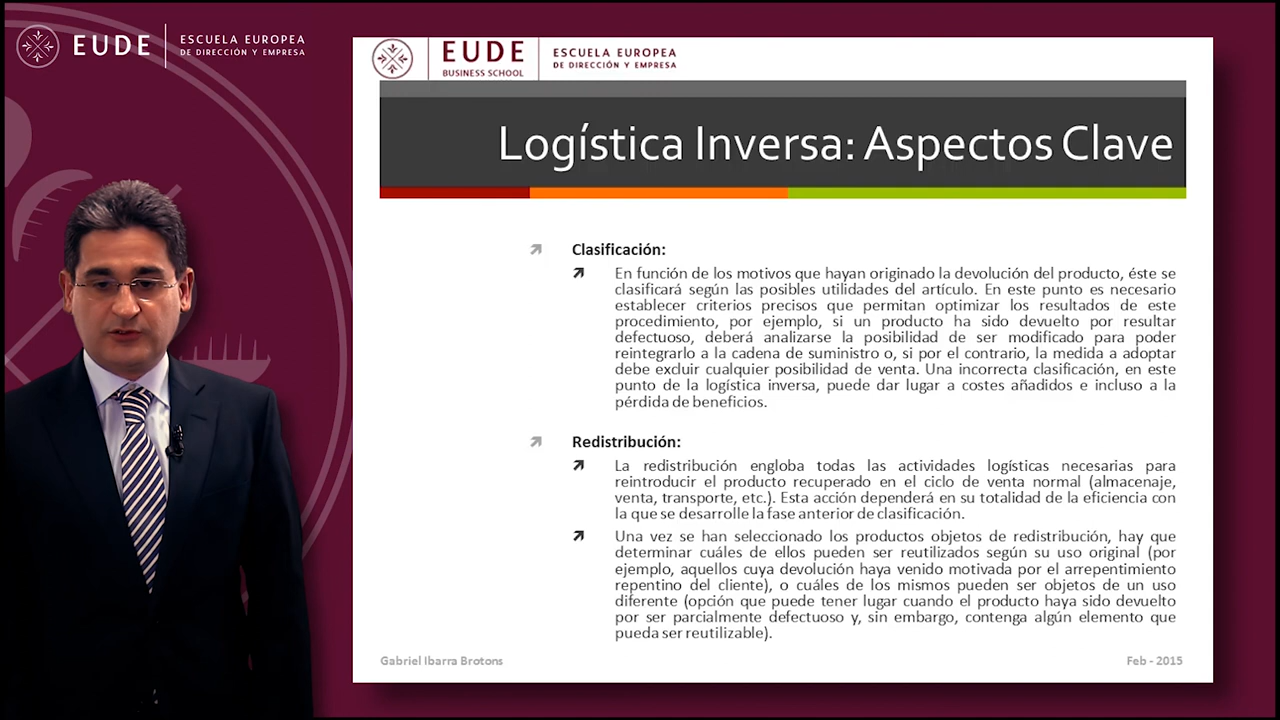 EUDE
ESCUELA EUROPEA
DE DIRECCIÓN Y EMPRESA
EUDE
BUSINESS SCHOOL
ESCUELA EUROPEA
DE DIRECCIÓN Y EMPRESA
Logística Inversa: Aspectos Clave
Clasificación:
En función de los motivos que hayan originado la devolución del producto, éste se
clasificará según las posibles utilidades del artículo. En este punto es necesario
establecer criterios precisos que permitan optimizar los resultados de este
procedimiento, por ejemplo, si un producto ha sido devuelto por resultar
defectuoso, deberá analizarse la posibilidad de ser modificado para poder
reintegrarlo a la cadena de suministro o, si por el contrario, la medida a adoptar
debe excluir cualquier posibilidad de venta. Una incorrecta clasificación, en este
punto de la logística inversa, puede dar lugar a costes añadidos e incluso a la
pérdida de beneficios.
Redistribución:
La redistribución engloba todas las actividades logísticas necesarias para
reintroducir el producto recuperado en el ciclo de venta normal (almacenaje,
venta, transporte, etc.). Esta acción dependerá en su totalidad de la eficiencia con
la que se desarrolle la fase anterior de clasificación.
Una vez se han seleccionado los productos objetos de redistribución, hay que
determinar cuáles de ellos pueden ser reutilizados según su uso original (por
ejemplo, aquellos cuya devolución haya venido motivada por el arrepentimiento
repentino del cliente), o cuáles de los mismos pueden ser objetos de un uso
diferente (opción que puede tener lugar cuando el producto haya sido devuelto
por ser parcialmente defectuoso y, sin embargo, contenga algún elemento que
pueda ser reutilizable).
Gabriel Ibarra Brotons
Feb - 2015